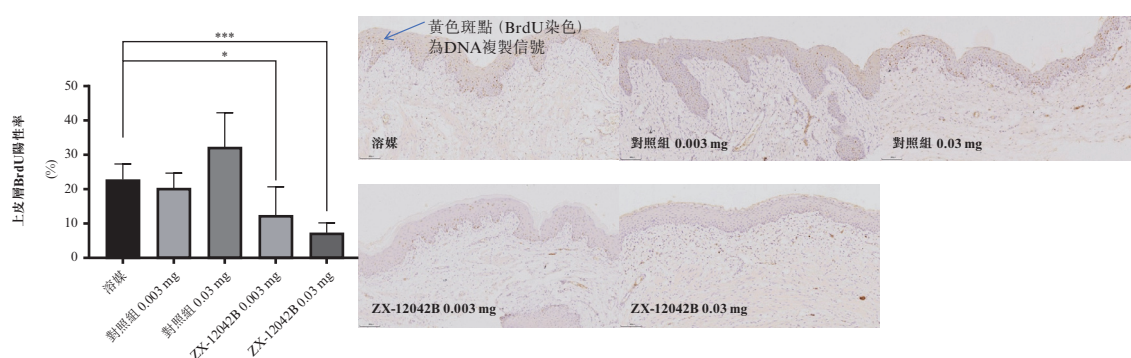 ***
*
上皮層BrdU陽性率
(%)
50
40
30
20
10
0
溶媒
對照組 0.003 mg
對照組 0.03 mg
ZX-12042B 0.003 mg
ZX-12042B 0.03 mg
黃色斑點 (BrdU染色)
為DNA複製信號
溶媒
對照組 0.003 mg
對照組 0.03 mg
ZX-12042B 0.003 mg
ZX-12042B 0.03 mg